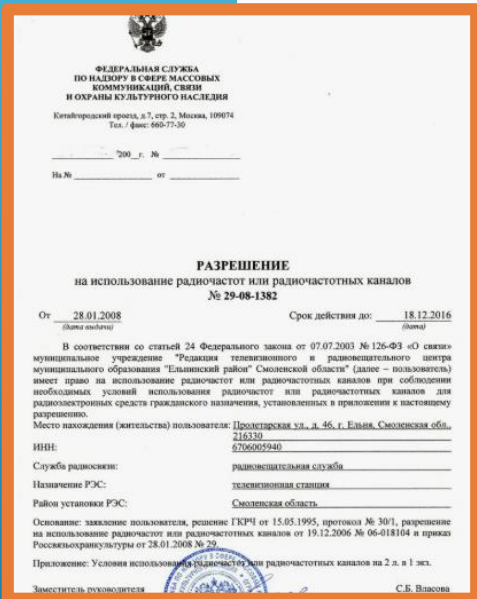 ФЕДЕРАЛЬНАЯ СЛУЖБА
ПО НАДЗОРУ В СФЕРЕ МАССОВЫХ
КОММУНИКАЦИЙ, СВЯЗИ
И ОХРАНЫ КУЛЬТУРНОГО НАСЛЕДИЯ
Китайгородский проезд, д.7, стр. 2, Москва, 109074
Тел. / факс: 660-77-30
200__г. №
На № от
РАЗРЕШЕНИЕ
на использование радиочастот или радиочастотных каналов
№ 29-08-1382
От 28.01.2008 Срок действия до: 18.12.2016
(дата выдачи) (дата)
В соответствии со статьей 24 Федерального закона от 07.07.2003 № 126-ФЗ «О связи»
муниципальное учреждение "Редакция телевизионного и радиовещательного центра
муниципального образования "Ельнинский район" Смоленской области" (далее – пользователь)
имеет право на использование радиочастот или радиочастотных каналов при соблюдении
необходимых условий использования радиочастот или радиочастотных каналов для
радиоэлектронных средств гражданского назначения, установленных в приложении к настоящему
разрешению.
Место нахождения (жительства) пользователя: Пролетарская ул., д. 46, г. Ельня, Смоленская обл.,
216330
ИНН: 6706005940
Служба радиосвязи: радиовещательная служба
Назначение РЭС: телевизионная станция
Район установки РЭС: Смоленская область
Основание: заявление пользователя, решение ГКРЧ от 15.05.1995, протокол № 30/1, разрешение
на использование радиочастот или радиочастотных каналов от 19.12.2006 № 06-018104 и приказ
Россвязьохранкультуры от 28.01.2008 № 29.
Приложение: Условия использования радиочастот или радиочастотных каналов на 2 л. в 1 экз.
Заместитель руководителя С.Б. Власова